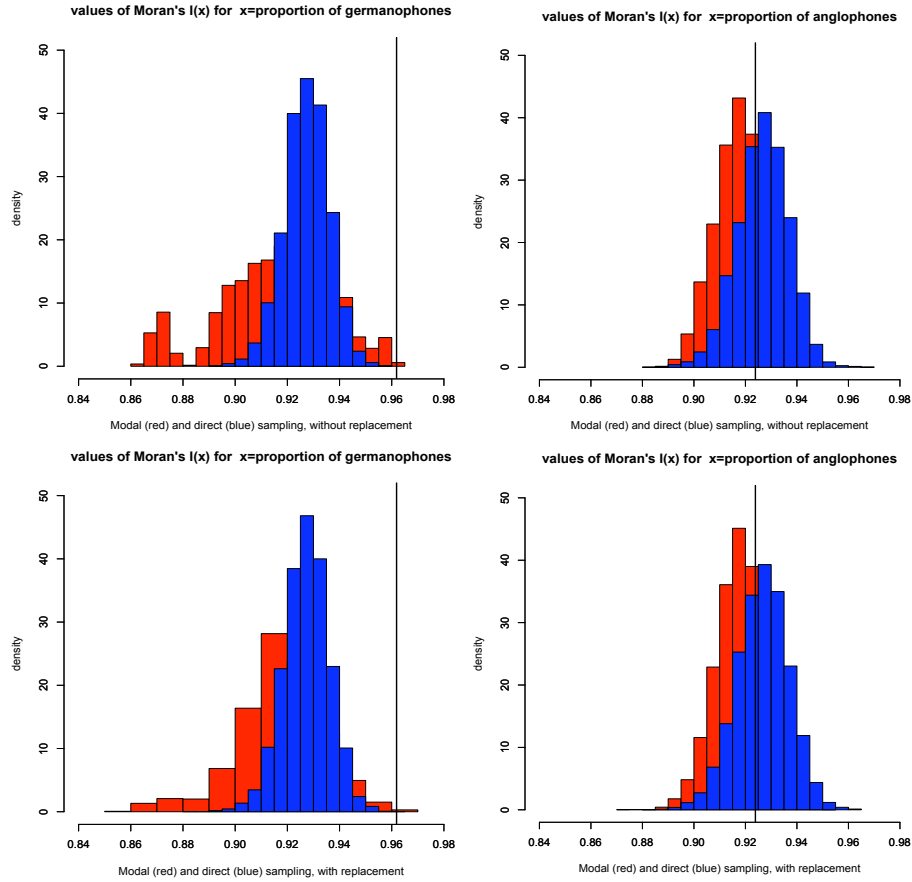 values of Moran's I(x) for x=proportion of germanophones
density
0 10 20 30 40 50
0.84 0.86 0.88 0.90 0.92 0.94 0.96 0.98
Modal (red) and direct (blue) sampling, without replacement
values of Moran's I(x) for x=proportion of anglophones
density
0 10 20 30 40 50
0.84 0.86 0.88 0.90 0.92 0.94 0.96 0.98
Modal (red) and direct (blue) sampling, without replacement
values of Moran's I(x) for x=proportion of germanophones
density
0 10 20 30 40 50
0.84 0.86 0.88 0.90 0.92 0.94 0.96 0.98
Modal (red) and direct (blue) sampling, with replacement
values of Moran's I(x) for x=proportion of anglophones
density
0 10 20 30 40 50
0.84 0.86 0.88 0.90 0.92 0.94 0.96 0.98
Modal (red) and direct (blue) sampling, with replacement